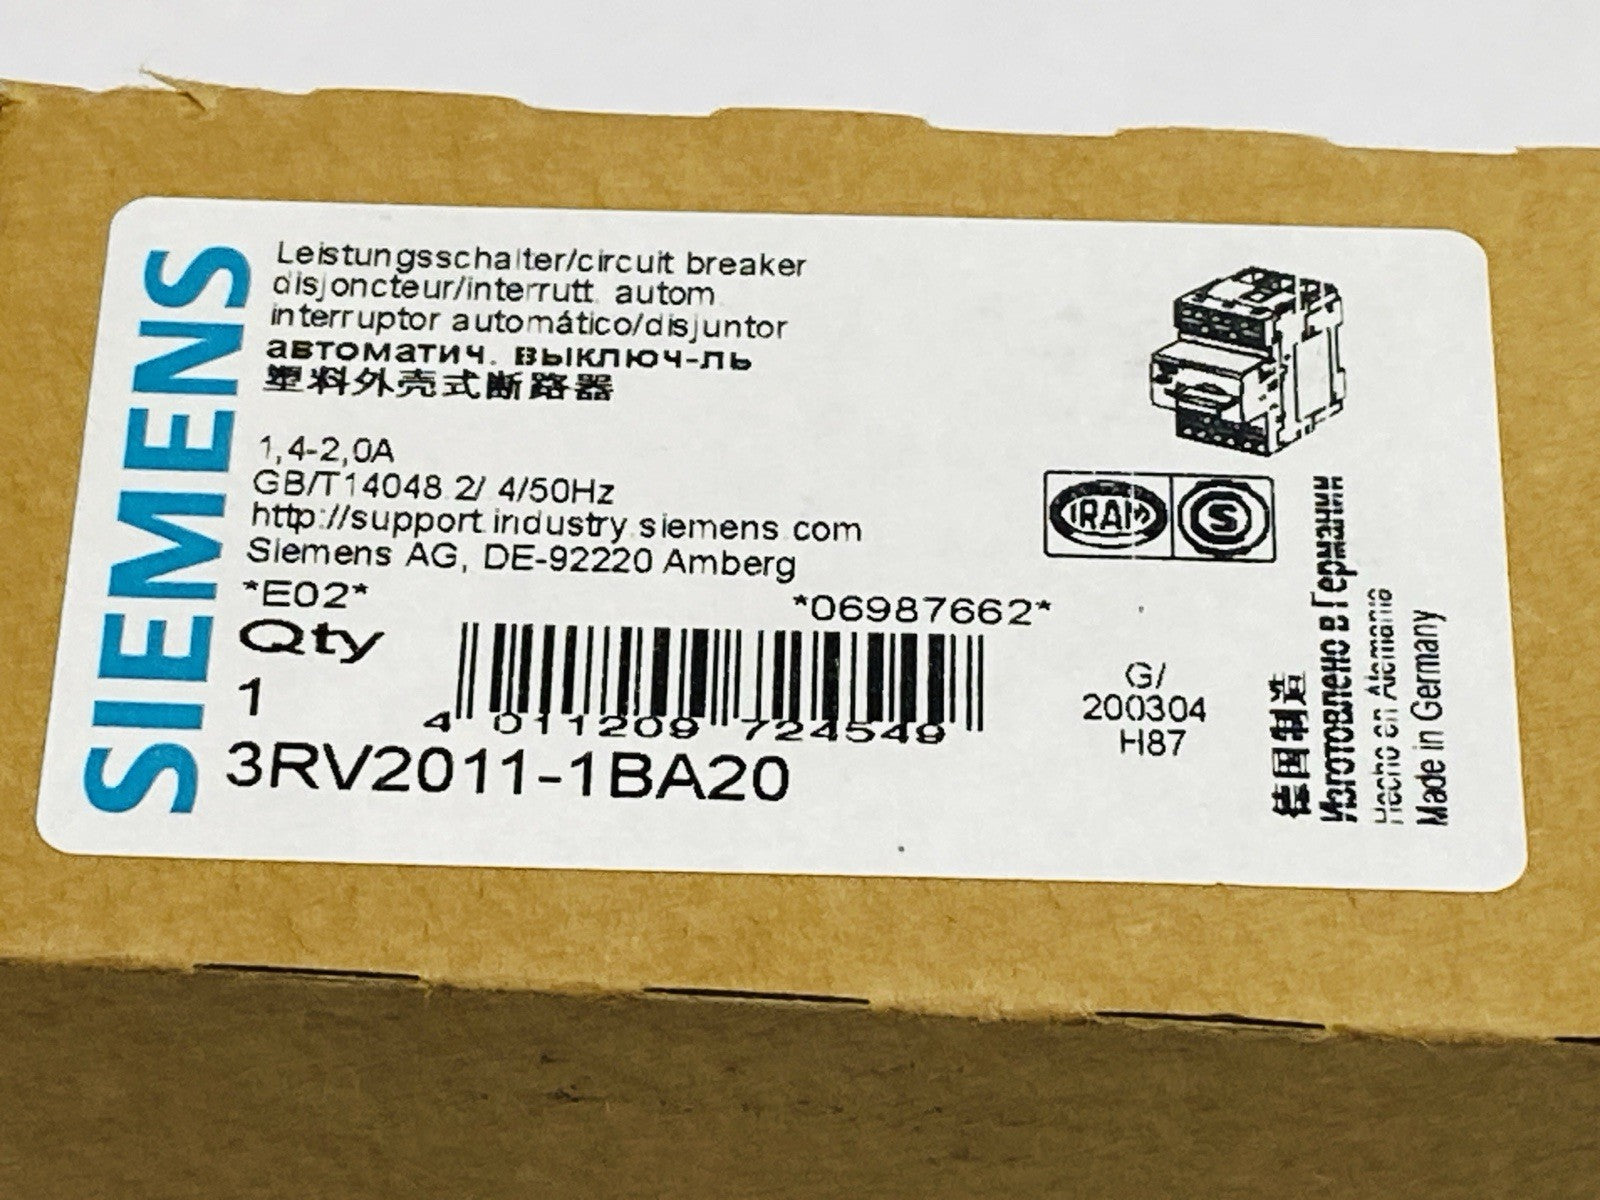 SIEMENS
Leistungsschalter/circuit breaker
disjoncteur/interrutt. autom
interruptor automático/disjuntor
автоматич. выключ-ль
塑料外壳式断路器
1,4-2,0A
GB/T14048.2/ 4/50Hz
http://support.industry.siemens.com
Siemens AG, DE-92220 Amberg
*E02*
*06987662*
Qty
1
4 011209 724549
3RV2011-1BA20
IRAM
S
G/
200304
H87
德国制造
Изготовлено в Германии
Hecho en Alemania
Made in Germany